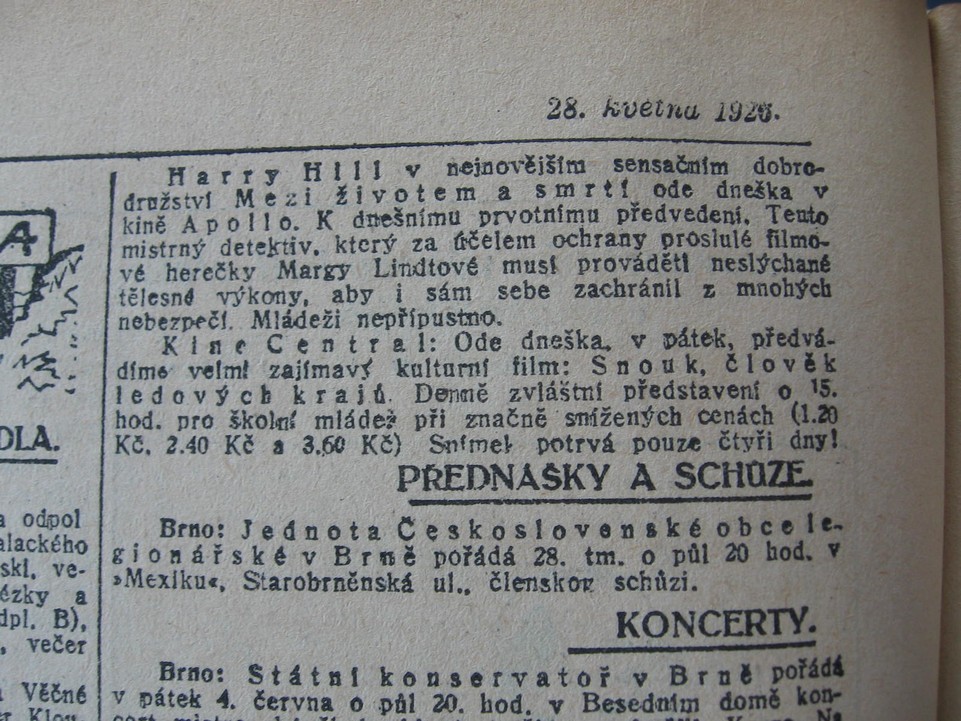 28. května 1926.
Harry Hill v nejnovějším sensačním dobro-
družství Mezi životem a smrtí ode dneška v
kině Apollo. K dnešnímu prvotnímu předvedení. Tento
mistrný detektiv, který za účelem ochrany proslulé filmo-
vé herečky Margy Lindtové musí prováděti neslýchané
tělesné výkony, aby i sám sebe zachránil z mnohých
nebezpečí. Mládeži nepřípustno.
Kino Central: Ode dneška, v pátek, předvá-
díme velmi zajímavý kulturní film: Snouk, člověk
ledových krajů. Denně zvláštní představení o 15.
hod. pro školní mládež při značně snížených cenách (1.20
Kč, 2.40 Kč a 3.60 Kč) Snímek potrvá pouze čtyři dny!
PŘEDNÁŠKY A SCHŮZE.
Brno: Jednota Československé obce le-
gionářské v Brně pořádá 28. tm. o půl 20 hod. v
»Mexiku«, Starobrněnská ul., členskou schůzi.
KONCERTY.
Brno: Státní konservatoř v Brně pořádá
v pátek 4. června o půl 20. hod. v Besedním domě kon-
A
DLA.
a odpol
alackého
skl. ve-
ézky a
dpl. B),
, večer
Věčné